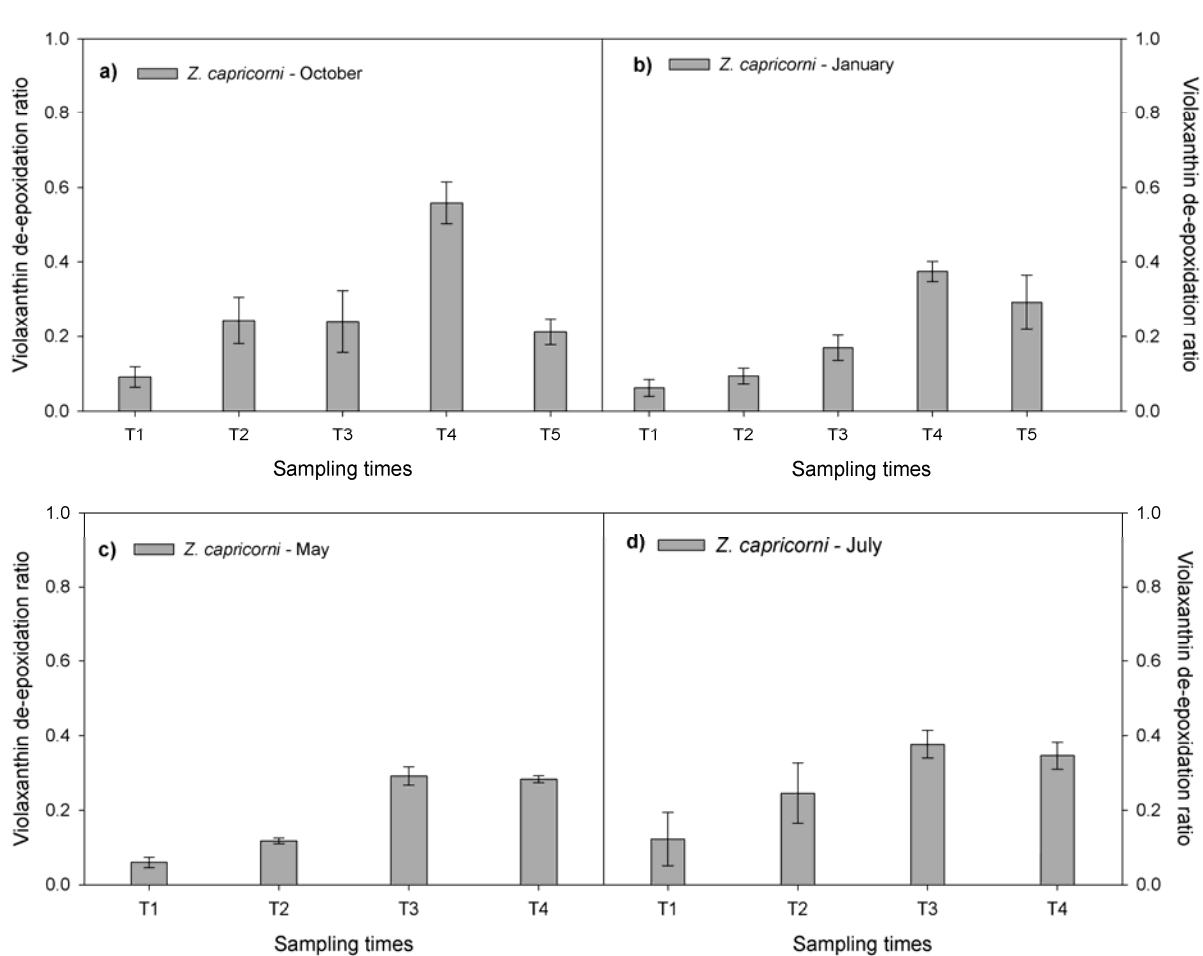 a) Z. capricorni - October
b) Z. capricorni - January
Violaxanthin de-epoxidation ratio
1.0
0.8
0.6
0.4
0.2
0.0
T1 T2 T3 T4 T5
Sampling times
T1 T2 T3 T4 T5
Sampling times
1.0
0.8
0.6
0.4
0.2
0.0
Violaxanthin de-epoxidation ratio
c) Z. capricorni - May
d) Z. capricorni - July
Violaxanthin de-epoxidation ratio
1.0
0.8
0.6
0.4
0.2
0.0
T1 T2 T3 T4
Sampling times
T1 T2 T3 T4
Sampling times
1.0
0.8
0.6
0.4
0.2
0.0
Violaxanthin de-epoxidation ratio